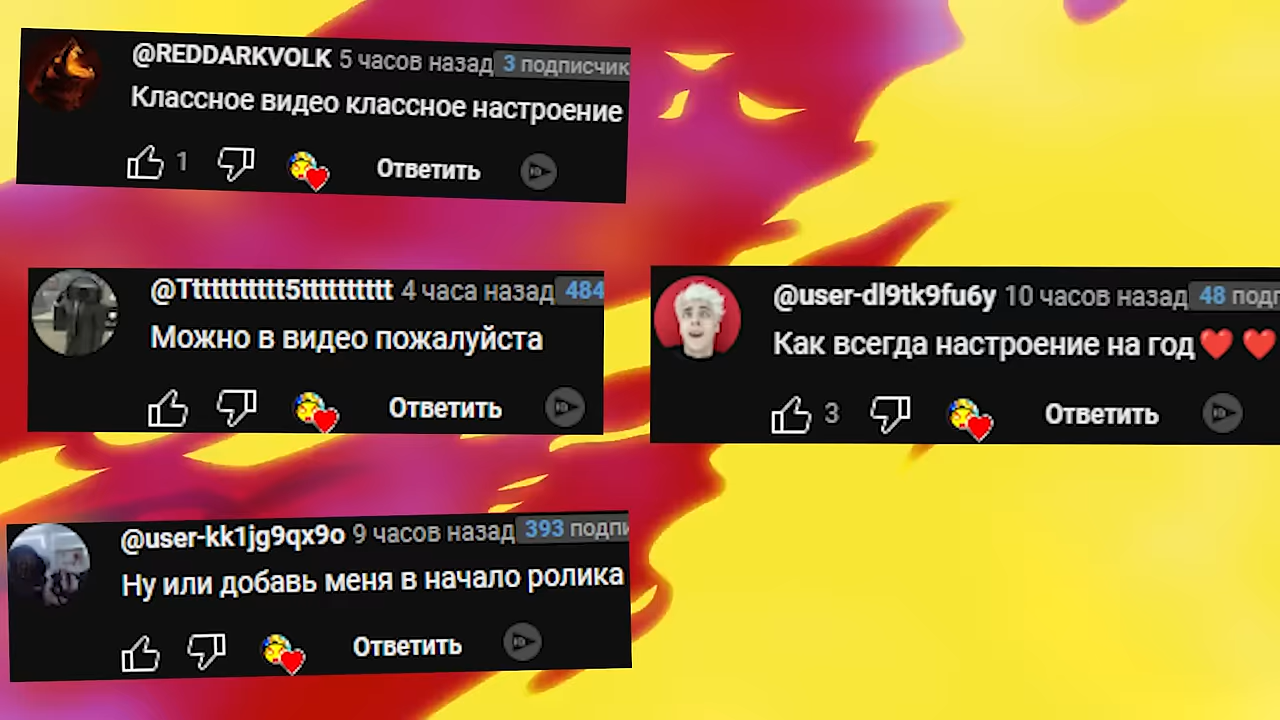 @REDDARKVOLK 5 часов назад 3 подписчик
Классное видео классное настроение
1 Ответить
@Tttttttttttt5ttttttttttt 4 часа назад 484
Можно в видео пожалуйста
Ответить
@user-dl9tk9fu6y 10 часов назад 48 подп
Как всегда настроение на год❤️❤️
3 Ответить
@user-kk1jg9qx9o 9 часов назад 393 подпи
Ну или добавь меня в начало ролика
Ответить